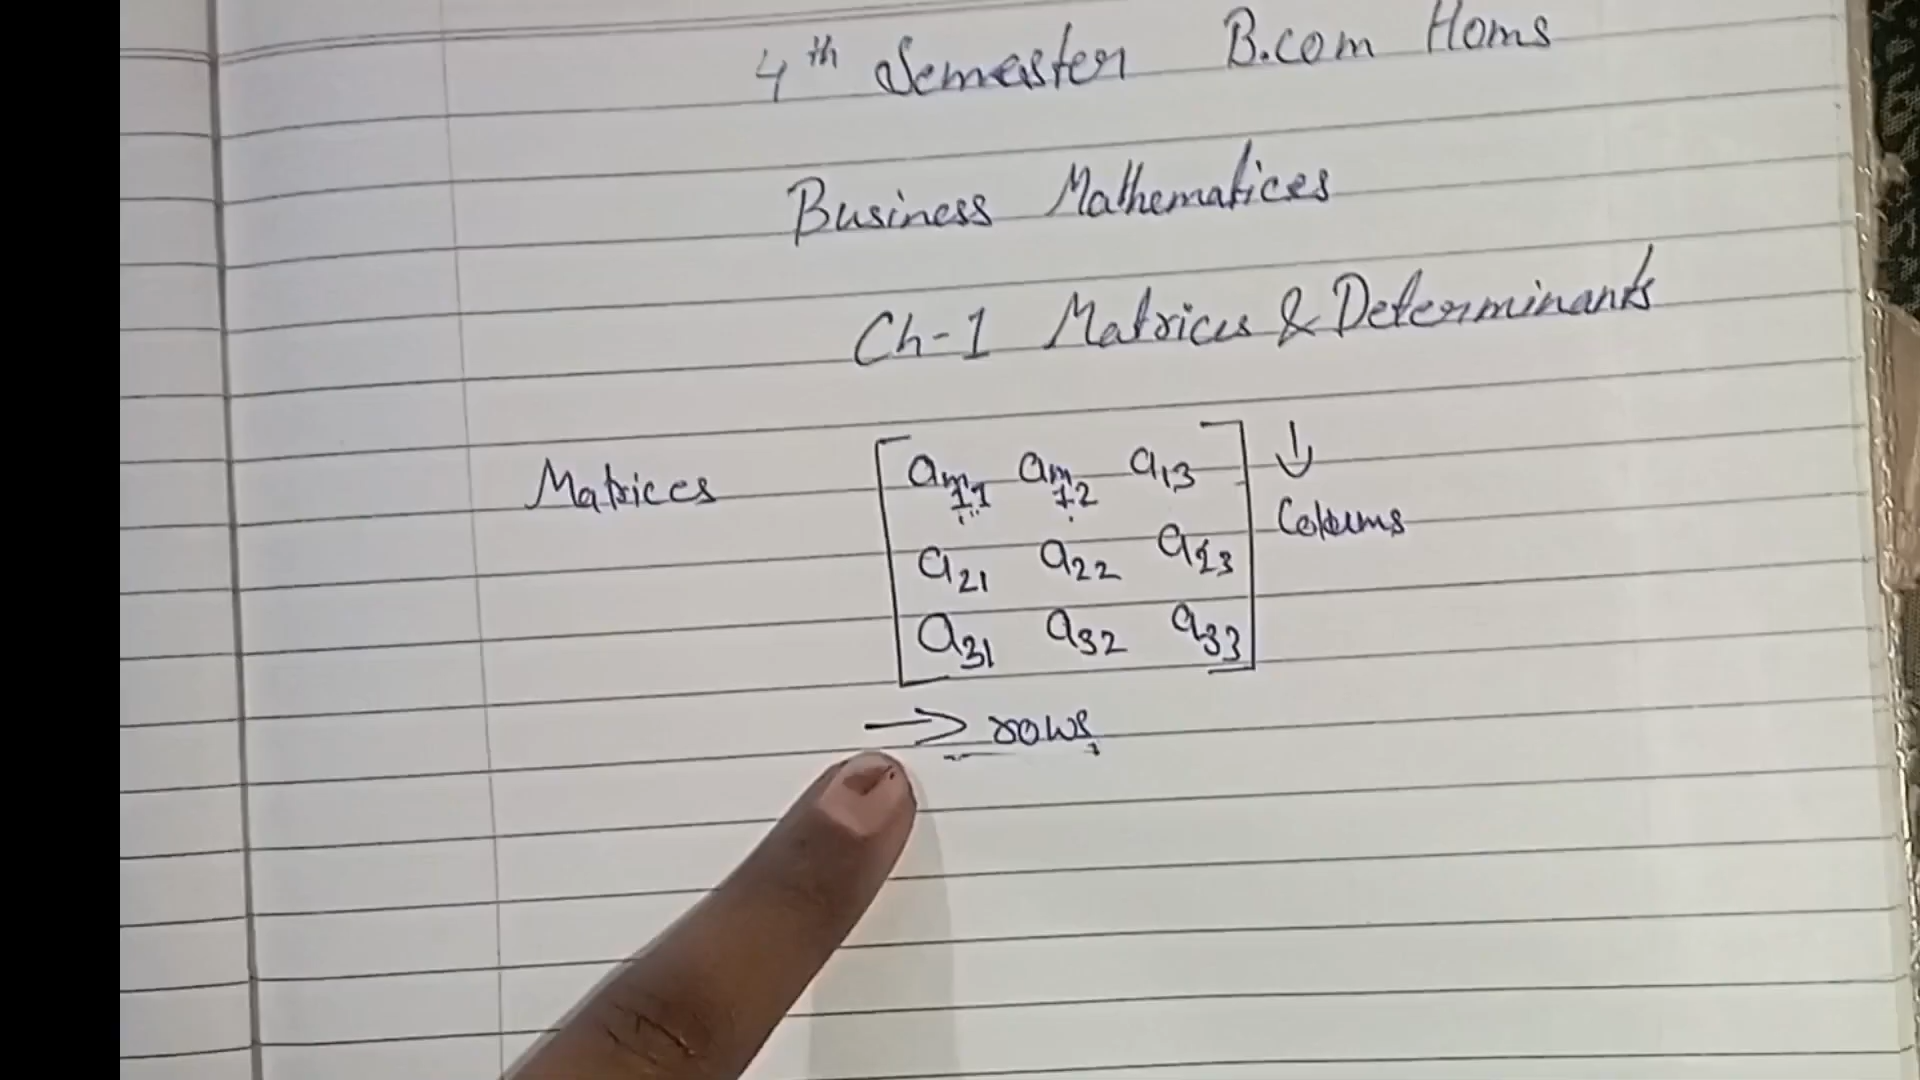 4th Semester B.com Hons
Business Mathematices
Ch-1 Matrices & Determinants
Matrices
a11 a12 a13
a21 a22 a23
a31 a32 a33
↓
Colums
→ rows